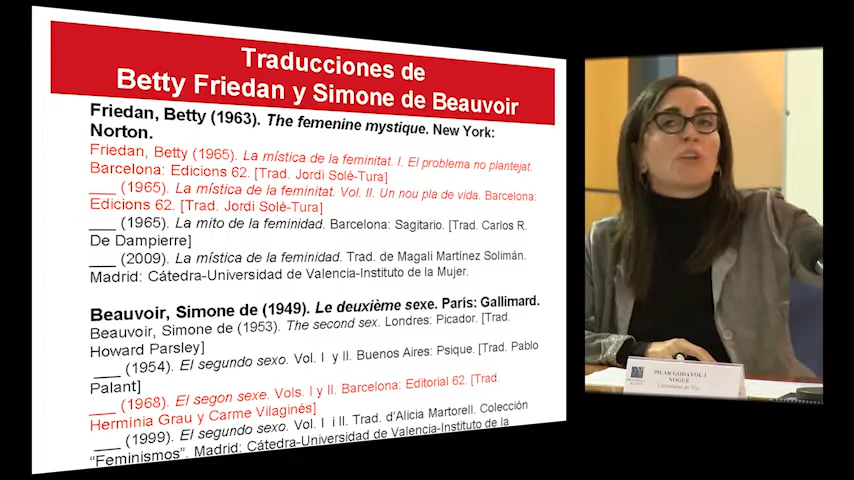 Traducciones de
Betty Friedan y Simone de Beauvoir
Friedan, Betty (1963). The femenine mystique. New York:
Norton.
Friedan, Betty (1965). La mística de la feminitat. I. El problema no plantejat.
Barcelona: Edicions 62. [Trad. Jordi Solé-Tura]
___ (1965). La mística de la feminitat. Vol. II. Un nou pla de vida. Barcelona:
Edicions 62. [Trad. Jordi Solé-Tura]
___ (1965). La mito de la feminidad. Barcelona: Sagitario. [Trad. Carlos R.
De Dampierre]
___ (2009). La mística de la feminidad. Trad. de Magali Martínez Solimán.
Madrid: Cátedra-Universidad de Valencia-Instituto de la Mujer.
Beauvoir, Simone de (1949). Le deuxième sexe. París: Gallimard.
Beauvoir, Simone de (1953). The second sex. Londres: Picador. [Trad.
Howard Parsley]
___ (1954). El segundo sexo. Vol. I y II. Buenos Aires: Psique. [Trad. Pablo
Palant]
___ (1968). El segon sexe. Vols. I y II. Barcelona: Editorial 62. [Trad.
Hermínia Grau y Carme Vilaginés]
___ (1999). El segundo sexo. Vol. I i II. Trad. d'Alicia Martorell. Colección
"Feminismos". Madrid: Cátedra-Universidad de Valencia-Instituto de la
PILAR GODAYOL I
NOGUÉ
Universitat de Vic